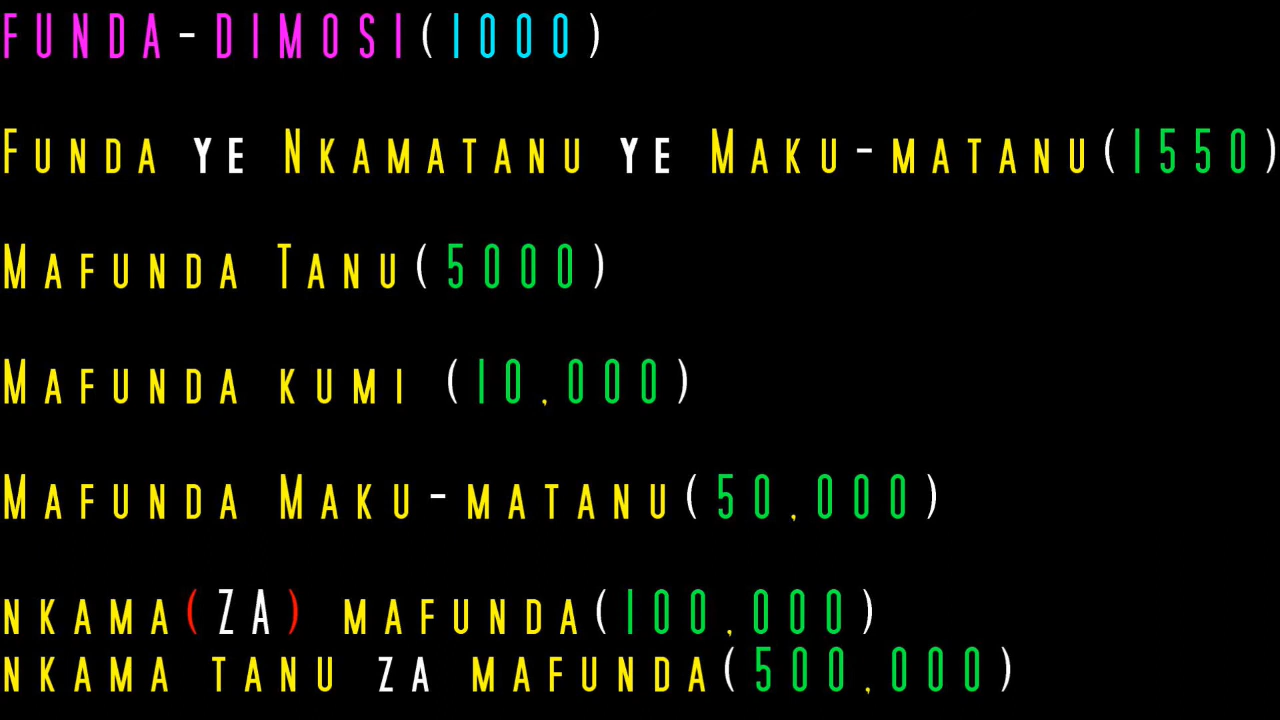 FUNDA-DIMOSI(1000)
FUNDA YE NKAMATANU YE MAKU-MATANU(1550)
MAFUNDA TANU(5000)
MAFUNDA KUMI (10,000)
MAFUNDA MAKU-MATANU(50,000)
NKAMA(ZA) MAFUNDA(100,000)
NKAMA TANU ZA MAFUNDA(500,000)